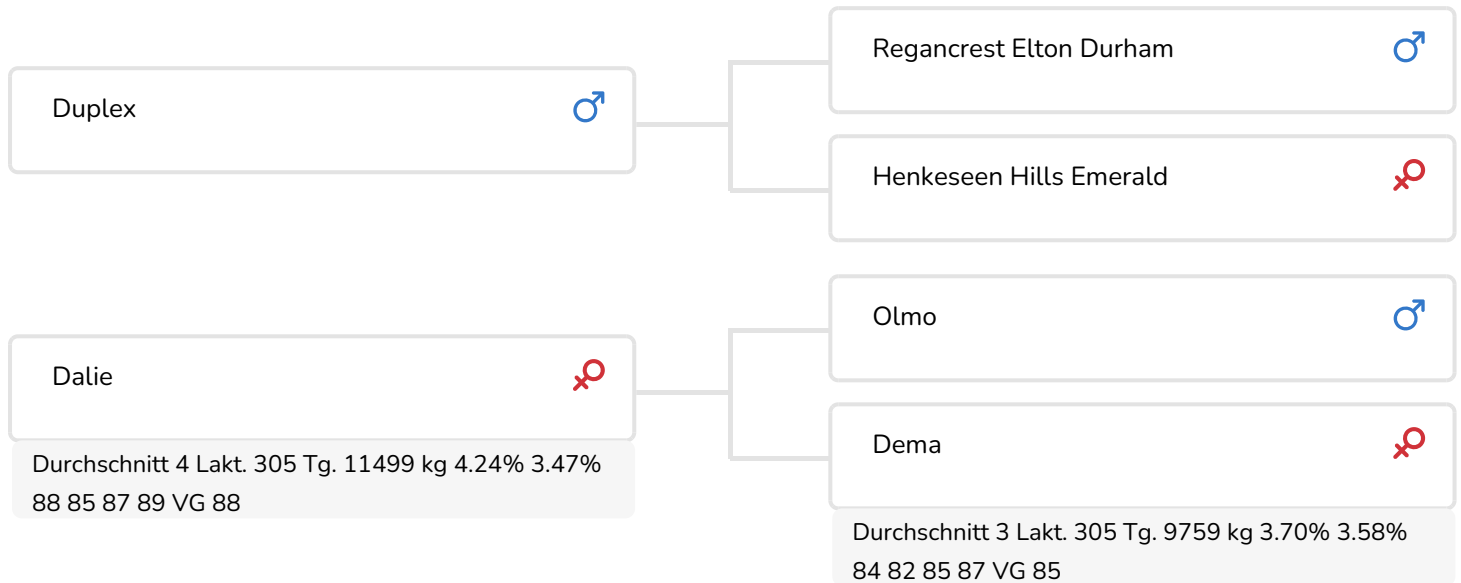 Regancrest Elton Durham
Duplex
Henkeseen Hills Emerald
Olmo
Dalie
Dema
Durchschnitt 4 Lakt. 305 Tg. 11499 kg 4.24% 3.47%
88 85 87 89 VG 88
Durchschnitt 3 Lakt. 305 Tg. 9759 kg 3.70% 3.58%
84 82 85 87 VG 85